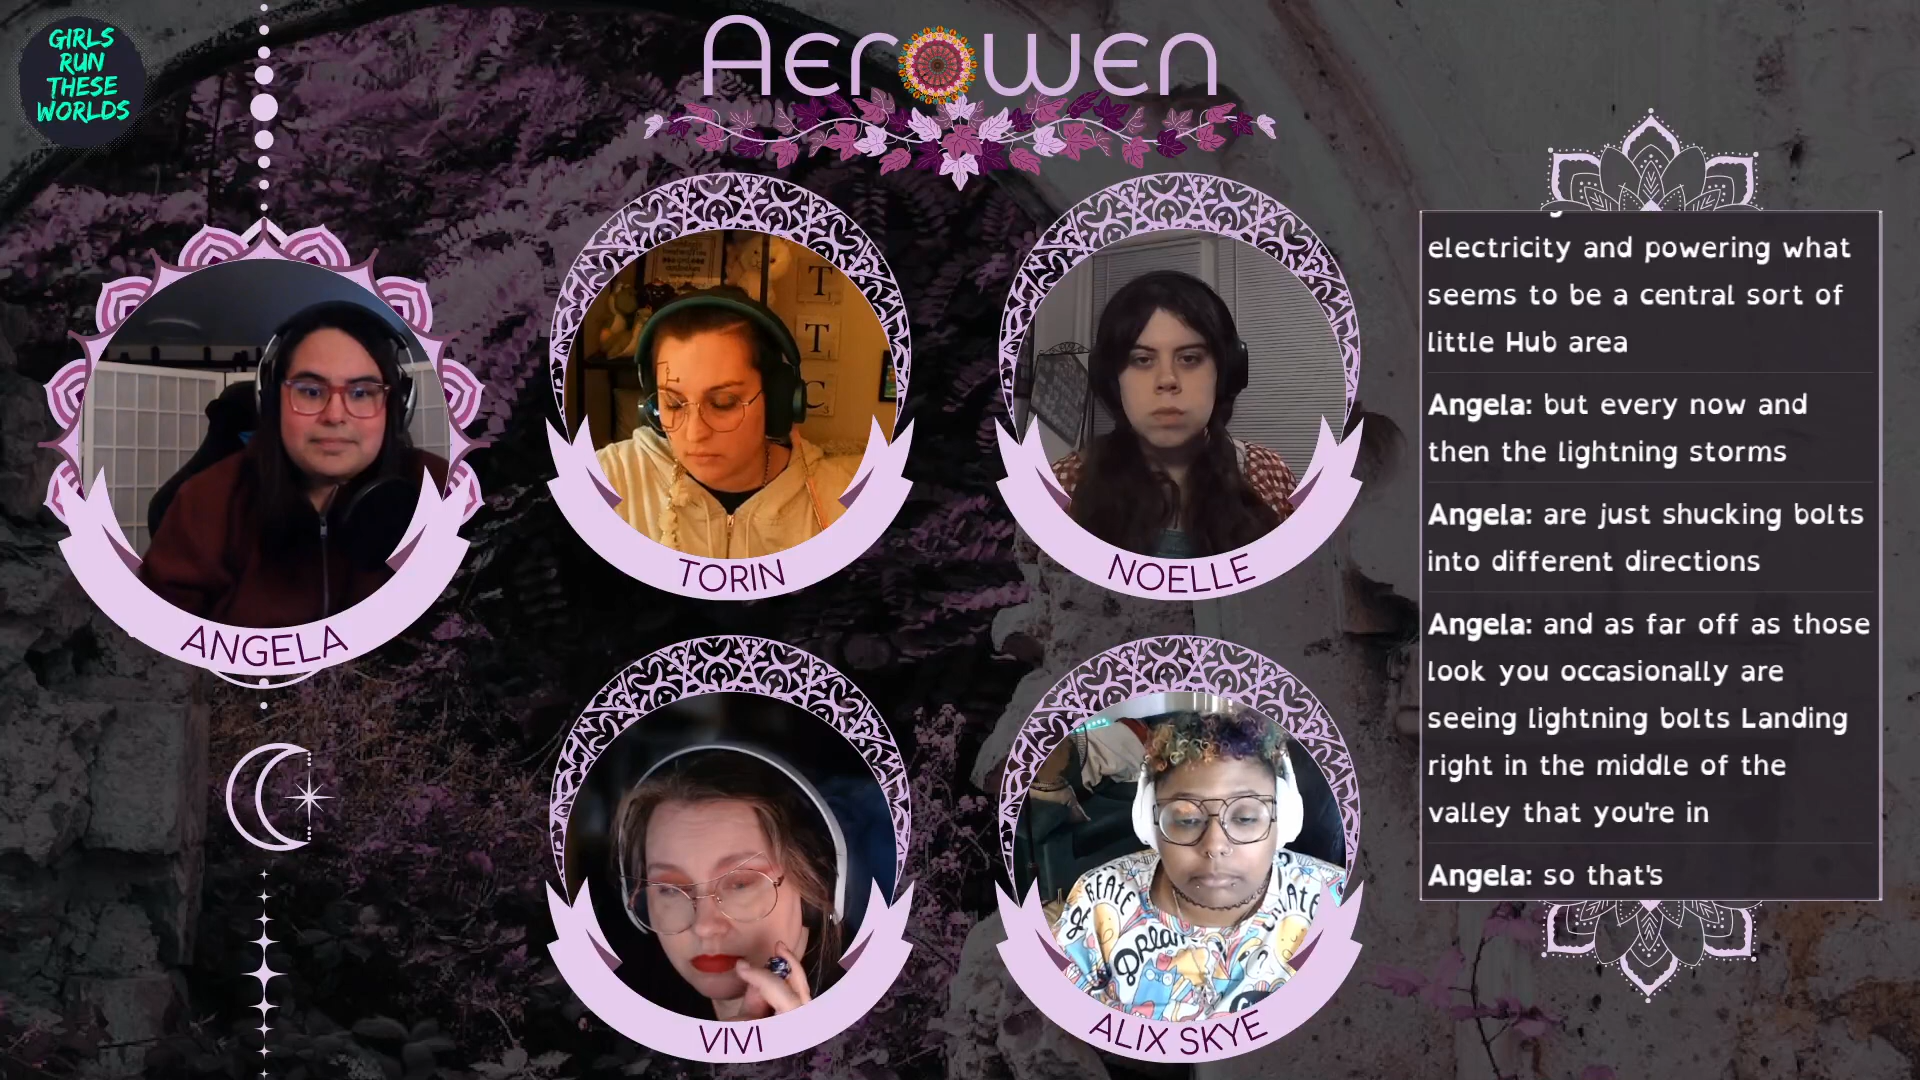 GIRLS
RUN
THESE
WORLDS
Aerowen
T
T
C
ANGELA
TORIN
NOELLE
VIVI
ALIX SKYE
electricity and powering what
seems to be a central sort of
little Hub area
Angela: but every now and
then the lightning storms
Angela: are just shucking bolts
into different directions
Angela: and as far off as those
look you occasionally are
seeing lightning bolts Landing
right in the middle of the
valley that you're in
Angela: so that's